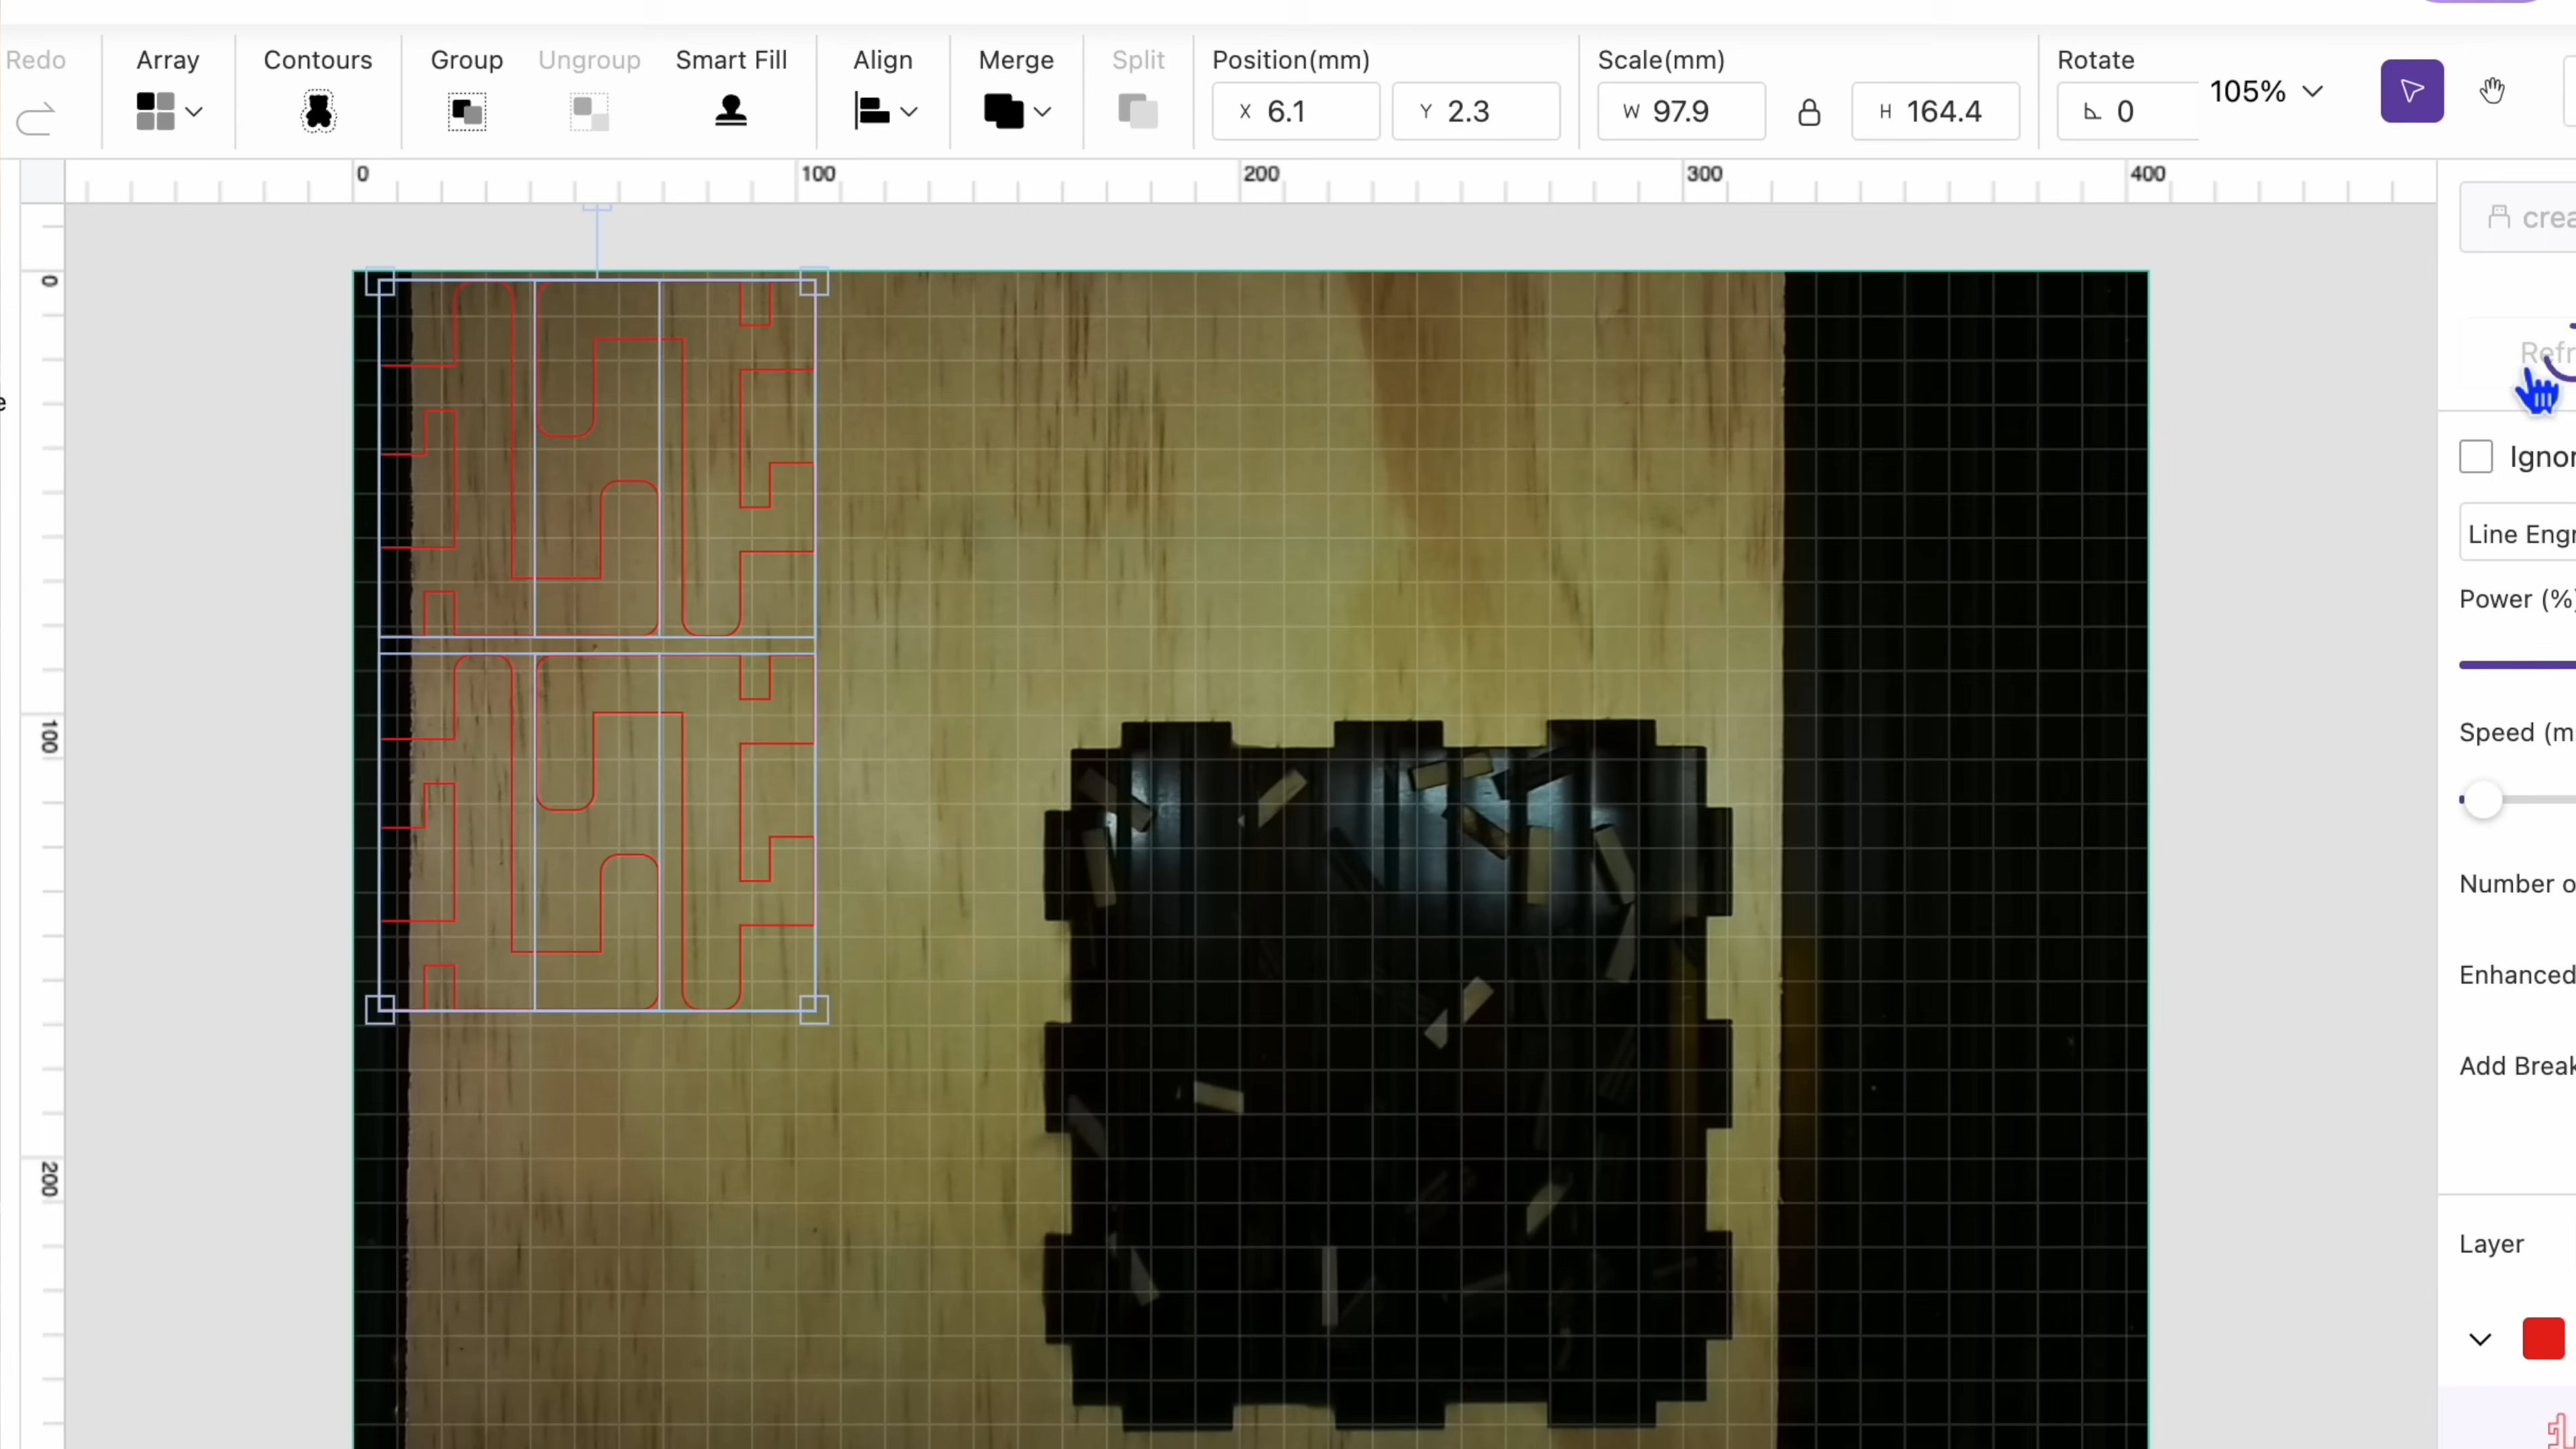 Redo Array Contours Group Ungroup Smart Fill Align Merge Split Position(mm) Scale(mm) Rotate
X 6.1 Y 2.3 W 97.9 H 164.4 0 105%
0 100 200 300 400
0
100
200
e
crea
Refr
Ignor
Line Engr
Power (%)
Speed (m
Number o
Enhanced
Add Break
Layer